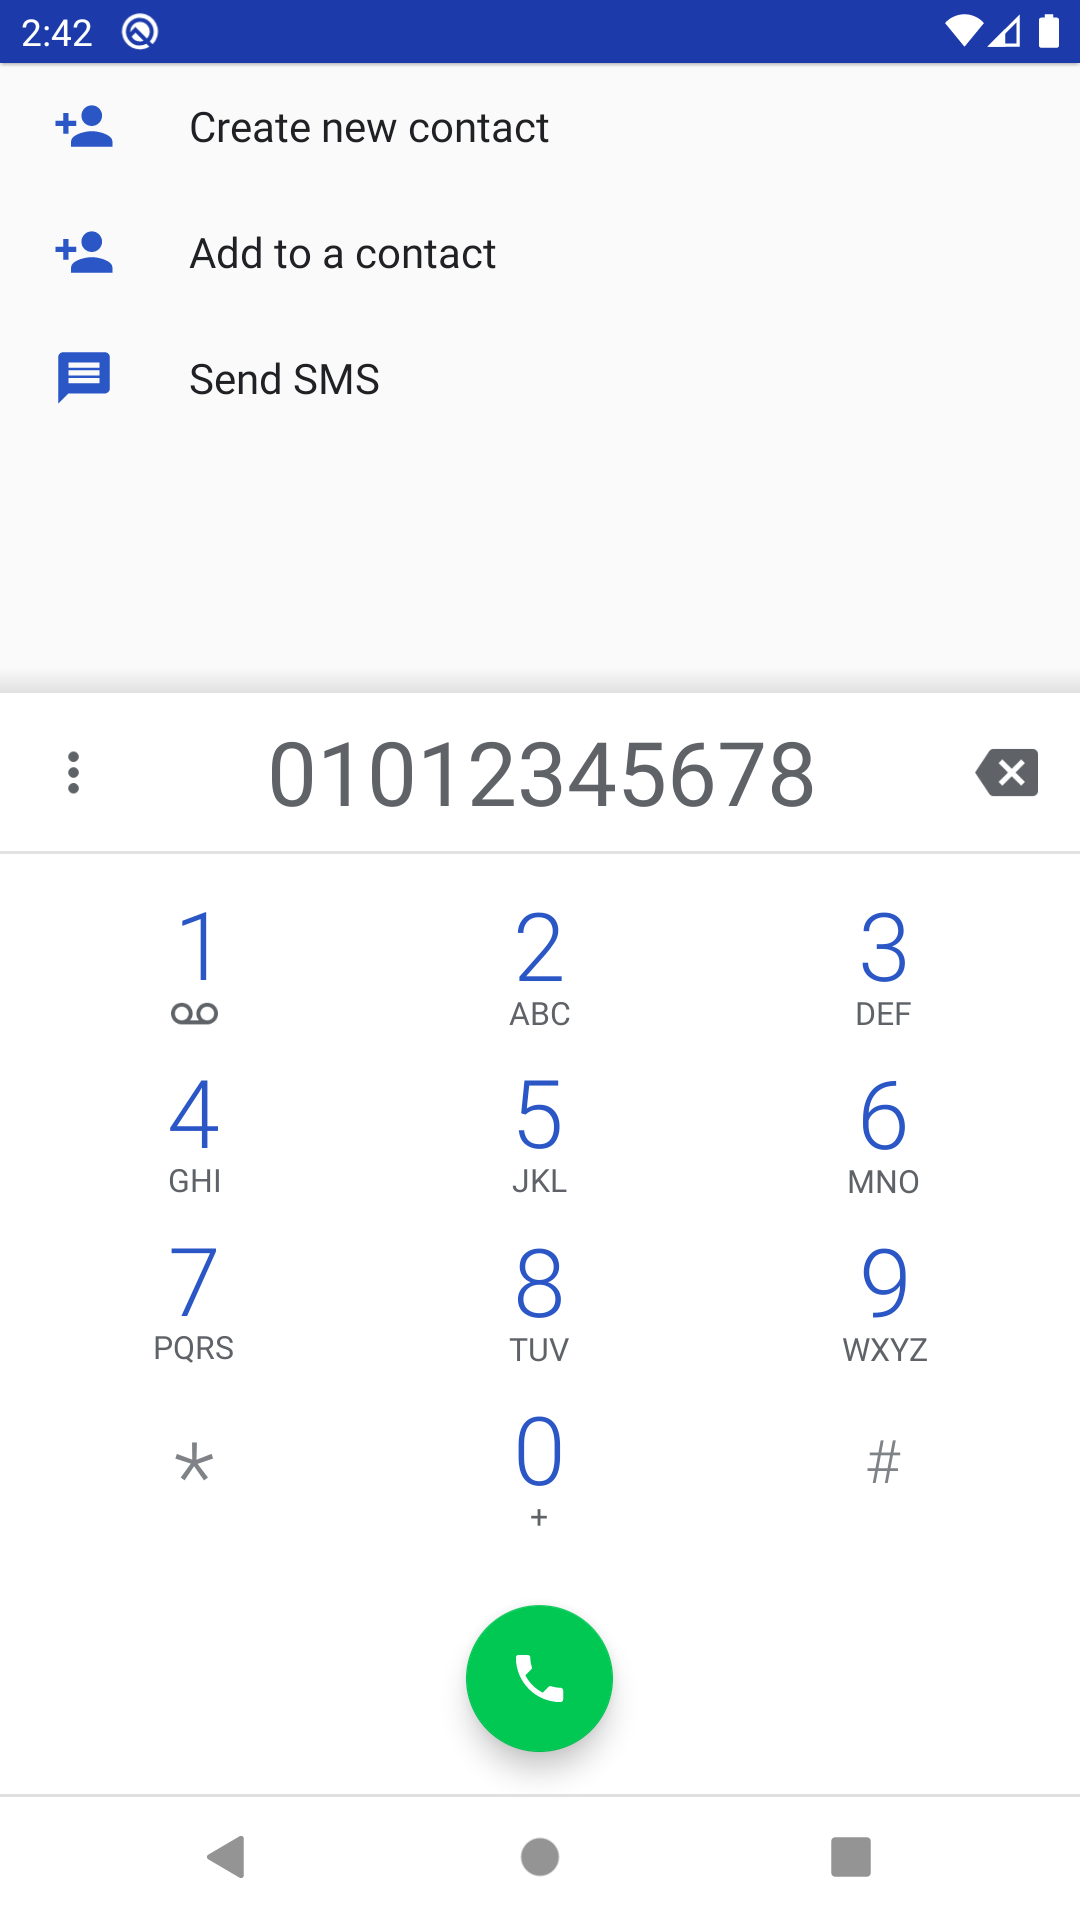 2:42
Create new contact
Add to a contact
Send SMS
01012345678
1 2 3
ABC DEF
4 5 6
GHI JKL MNO
7 8 9
PQRS TUV WXYZ
* 0 #
+